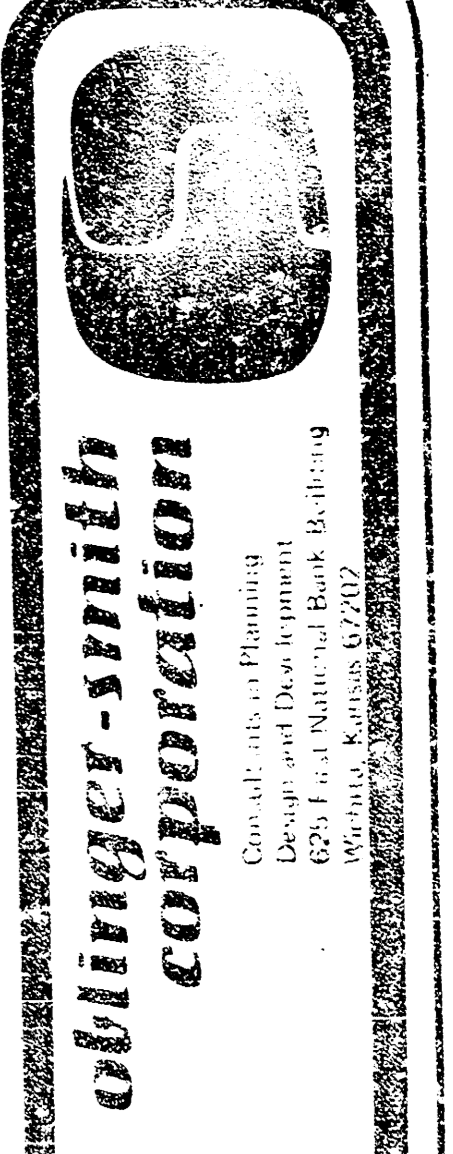 oblinger-smith
corporation
Consultants in Planning
Design and Development
625 First National Bank Building
Wichita, Kansas 67202